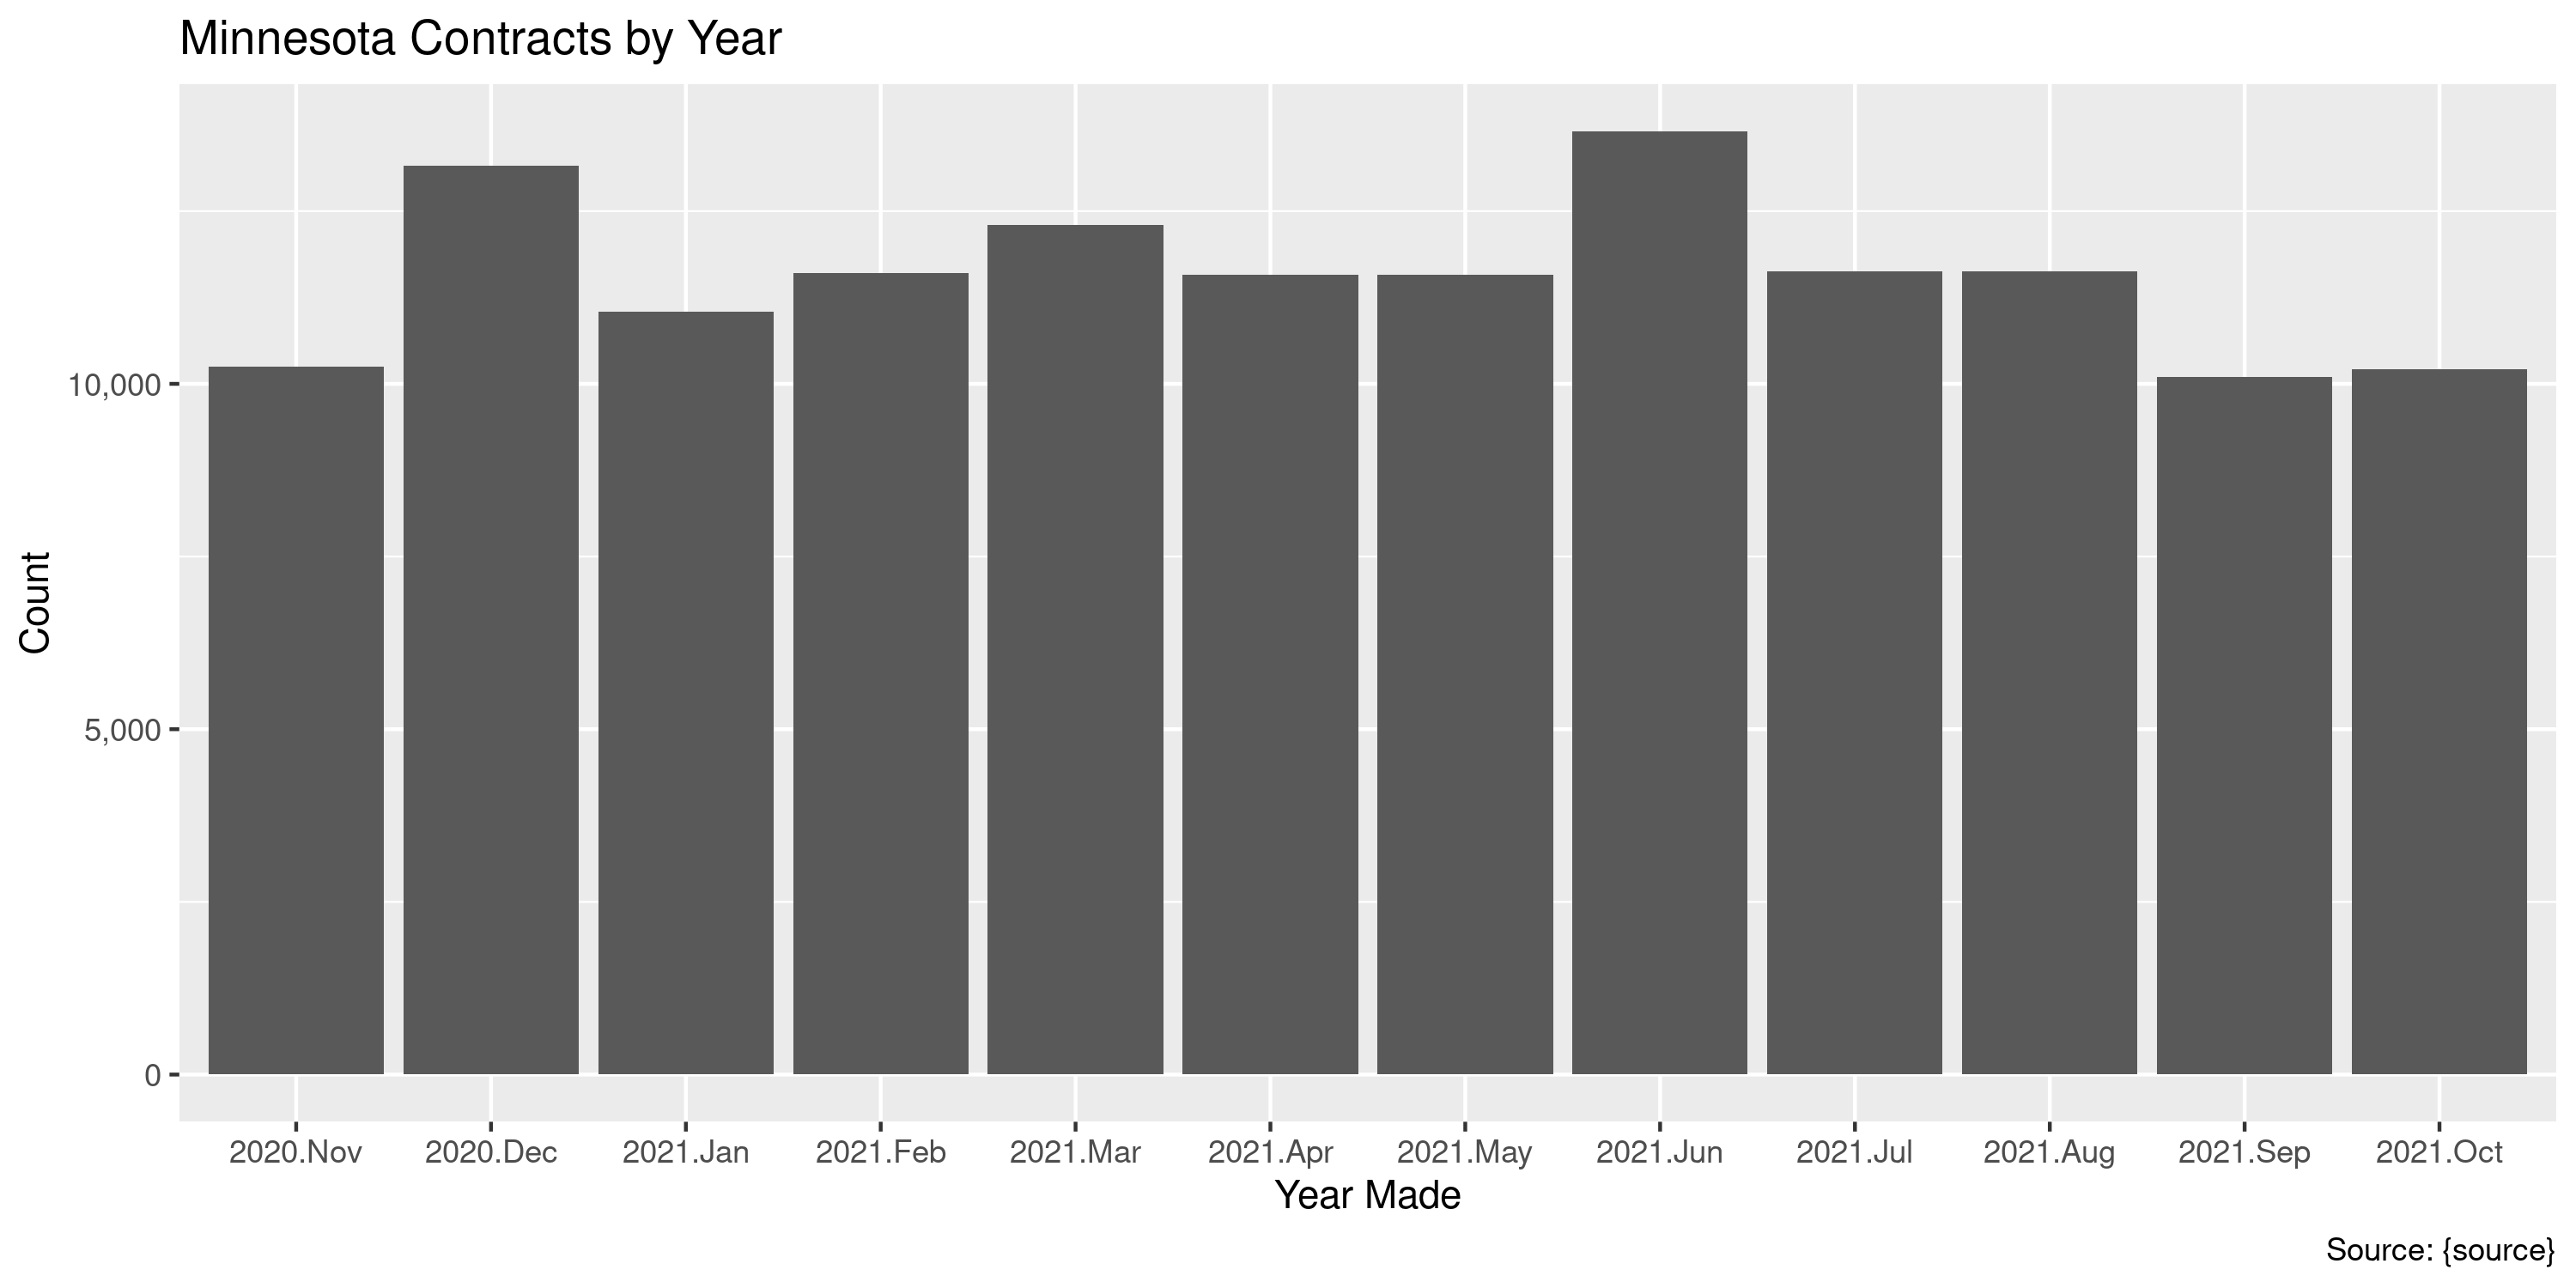 Minnesota Contracts by Year
Count
10,000
5,000
0
2020.Nov 2020.Dec 2021.Jan 2021.Feb 2021.Mar 2021.Apr 2021.May 2021.Jun 2021.Jul 2021.Aug 2021.Sep 2021.Oct
Year Made
Source: {source}